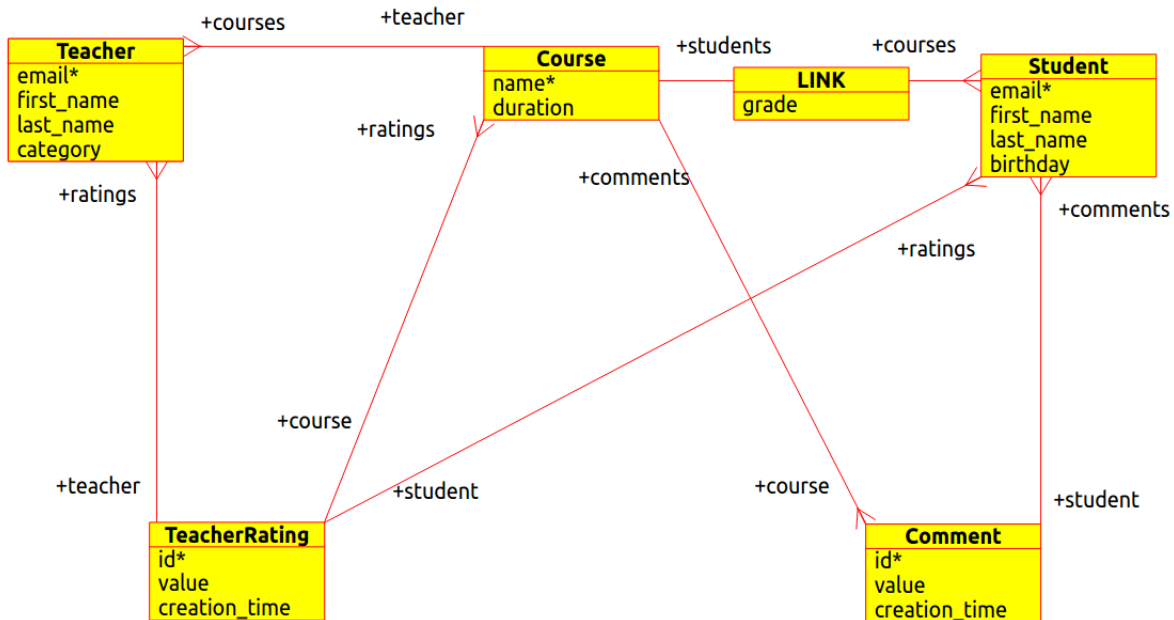 +courses
+teacher
Teacher
email*
first_name
last_name
category
+ratings
Course
name*
duration
+students
+courses
LINK
grade
Student
email*
first_name
last_name
birthday
+ratings
+comments
+comments
+ratings
+course
+teacher
+student
+course
+student
TeacherRating
id*
value
creation_time
Comment
id*
value
creation_time